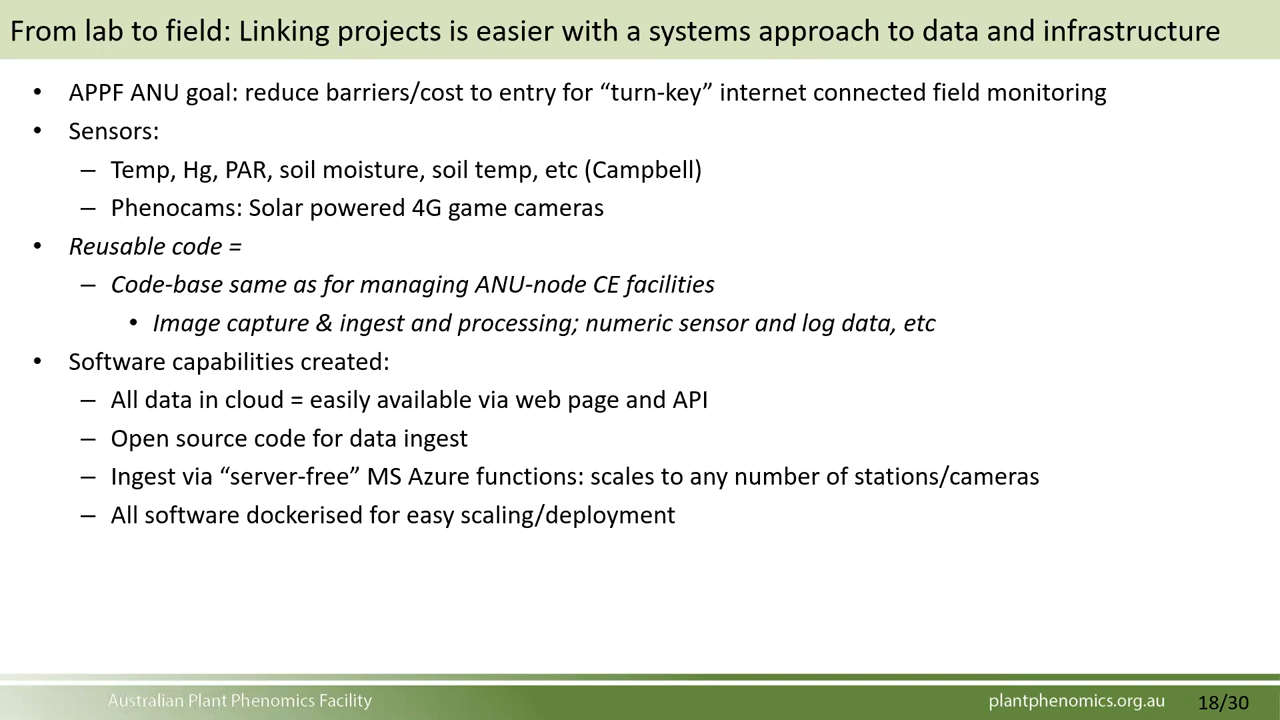 From lab to field: Linking projects is easier with a systems approach to data and infrastructure
• APPF ANU goal: reduce barriers/cost to entry for “turn-key” internet connected field monitoring
• Sensors:
– Temp, Hg, PAR, soil moisture, soil temp, etc (Campbell)
– Phenocams: Solar powered 4G game cameras
• Reusable code =
– Code-base same as for managing ANU-node CE facilities
• Image capture & ingest and processing; numeric sensor and log data, etc
• Software capabilities created:
– All data in cloud = easily available via web page and API
– Open source code for data ingest
– Ingest via “server-free” MS Azure functions: scales to any number of stations/cameras
– All software dockerised for easy scaling/deployment
Australian Plant Phenomics Facility
plantphenomics.org.au
18/30